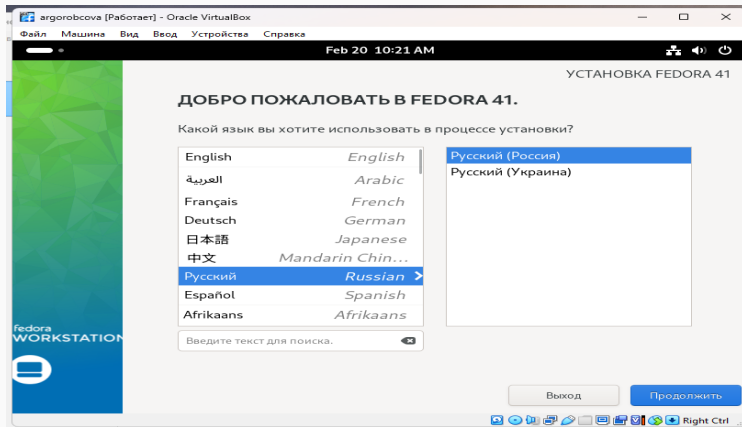 argorobcova [Работает] - Oracle VirtualBox
Файл Машина Вид Ввод Устройства Справка
Feb 20 10:21 AM
УСТАНОВКА FEDORA 41
ДОБРО ПОЖАЛОВАТЬ В FEDORA 41.
Какой язык вы хотите использовать в процессе установки?
English English
العربية Arabic
Français French
Deutsch German
日本語 Japanese
中文 Mandarin Chin...
Русский Russian
Español Spanish
Afrikaans Afrikaans
Русский (Россия)
Русский (Украина)
Введите текст для поиска.
fedora
WORKSTATION
Выход Продолжить
Right Ctrl